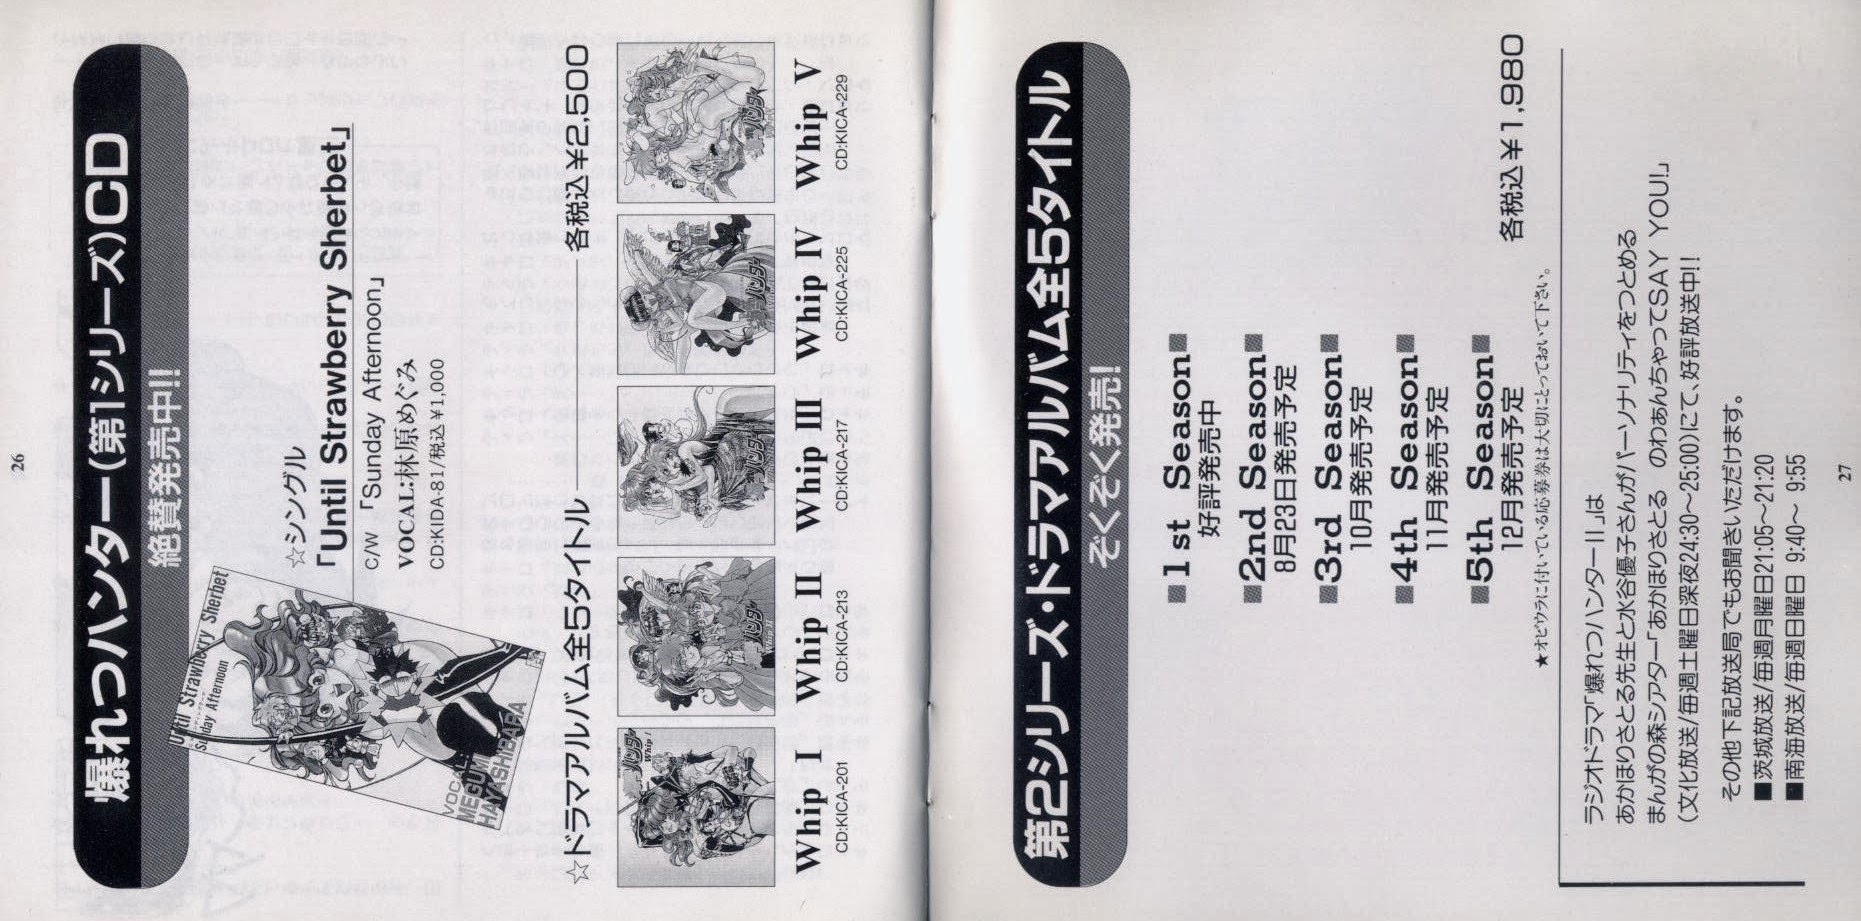 爆れつハンター(第1シリーズ)CD
絶賛発売中!!
Until Strawberry Sherbet
Sunday Afternoon
VOCAL
MEGUMI
HAYASHIBARA
☆シングル
「Until Strawberry Sherbet」
C/W 「Sunday Afternoon」
VOCAL:林原めぐみ
CD:KIDA-81/税込¥1,000
☆ドラマアルバム全5タイトル 各税込¥2,500
Whip I
CD:KICA-201
Whip II
CD:KICA-213
Whip III
CD:KICA-217
Whip IV
CD:KICA-225
Whip V
CD:KICA-229
26
第2シリーズ・ドラマアルバム全5タイトル
ぞくぞく発売!
■1st Season■
好評発売中
■2nd Season■
8月23日発売予定
■3rd Season■
10月発売予定
■4th Season■
11月発売予定
■5th Season■
12月発売予定
各税込¥1,980
★オビウラに付いている応募券は大切にとっておいて下さい。
ラジオドラマ「爆れつハンターII」は
あかほりさとる先生と水谷優子さんがパーソナリティをつとめる
まんがの森シアター「あかほりさとる のわぁんちゃってSAY YOU!」
(文化放送/毎週土曜日深夜24:30〜25:00)にて、好評放送中!!
その他下記放送局でもお聞きいただけます。
■茨城放送/毎週月曜日21:05〜21:20
■南海放送/毎週日曜日 9:40〜 9:55
27